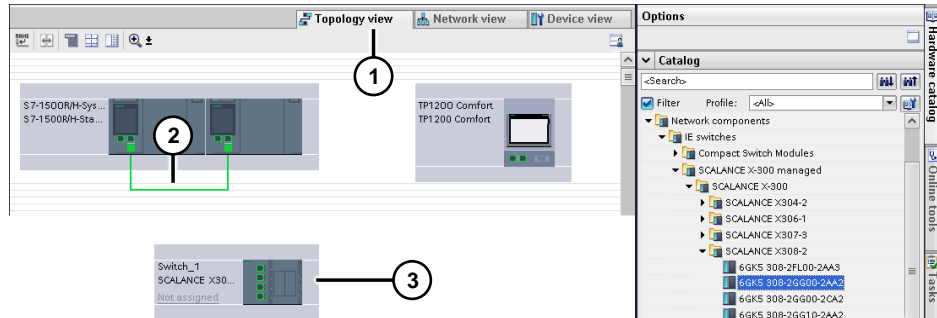 Topology view
Network view
Device view
1
S7-1500R/H-Sys...
S7-1500R/H-Sta...
2
TP1200 Comfort
TP1200 Comfort
Switch_1
SCALANCE X30...
Not assigned
3
Options
Catalog
<Search>
Filter
Profile:
<All>
Network components
IE switches
Compact Switch Modules
SCALANCE X-300 managed
SCALANCE X-300
SCALANCE X304-2
SCALANCE X306-1
SCALANCE X307-3
SCALANCE X308-2
6GK5 308-2FL00-2AA3
6GK5 308-2GG00-2AA2
6GK5 308-2GG00-2CA2
6GK5 308-2GG10-2AA2
Hardware catalog
Online tools
Tasks